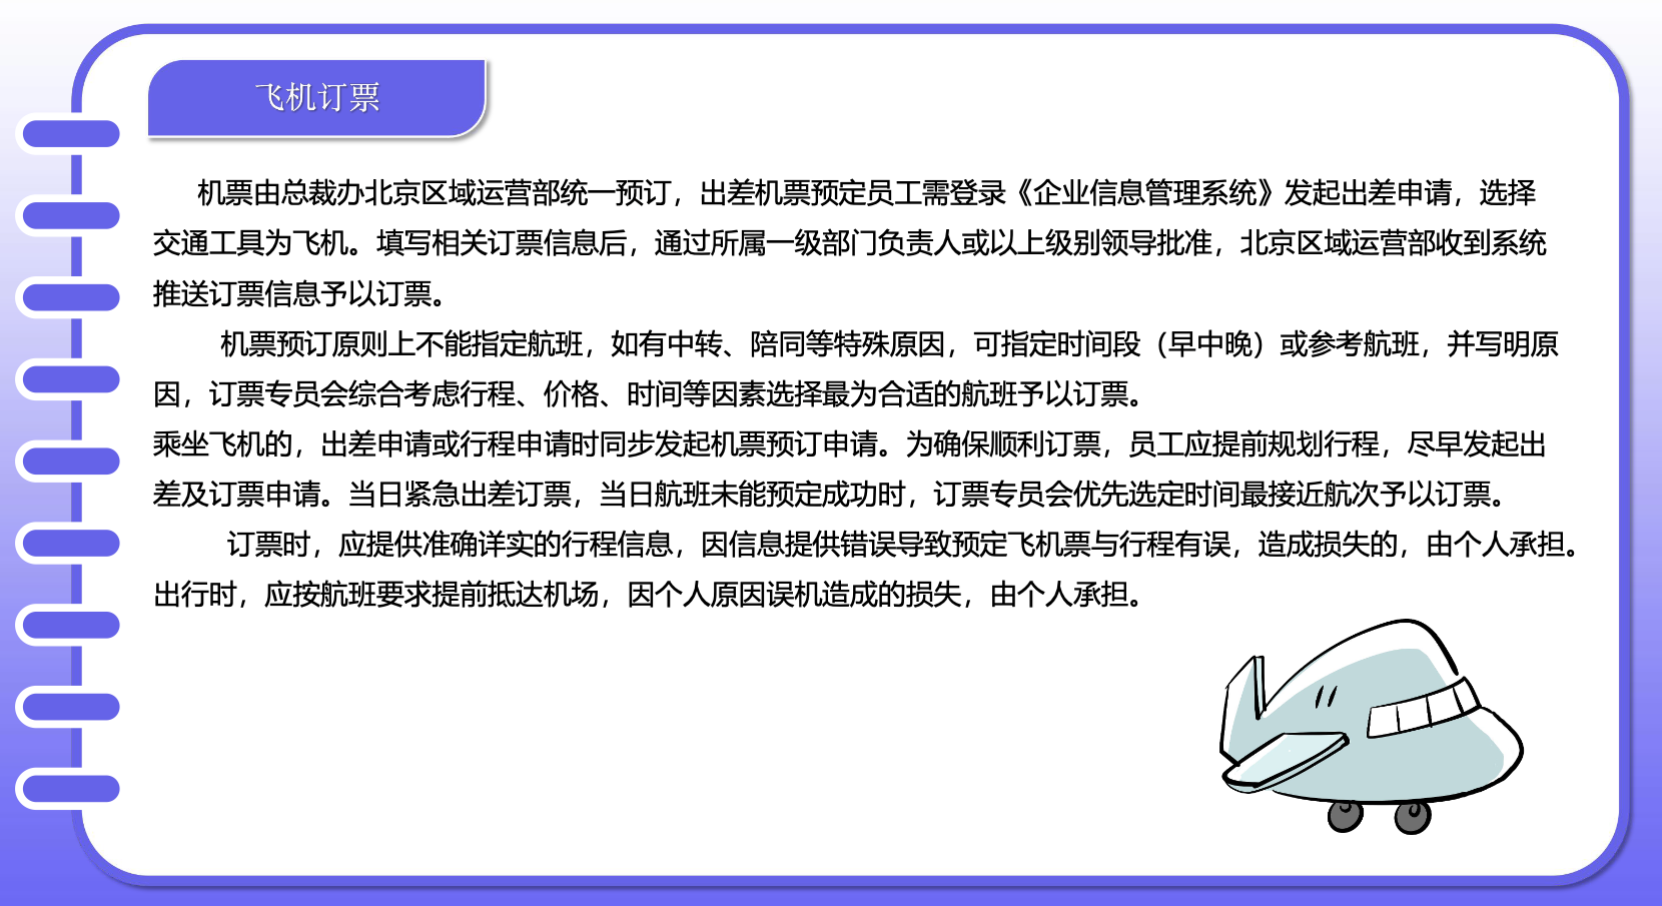 飞机订票
机票由总裁办北京区域运营部统一预订，出差机票预定员工需登录《企业信息管理系统》发起出差申请，选择
交通工具为飞机。填写相关订票信息后，通过所属一级部门负责人或以上级别领导批准，北京区域运营部收到系统
推送订票信息予以订票。
机票预订原则上不能指定航班，如有中转、陪同等特殊原因，可指定时间段（早中晚）或参考航班，并写明原
因，订票专员会综合考虑行程、价格、时间等因素选择最为合适的航班予以订票。
乘坐飞机的，出差申请或行程申请时同步发起机票预订申请。为确保顺利订票，员工应提前规划行程，尽早发起出
差及订票申请。当日紧急出差订票，当日航班未能预定成功时，订票专员会优先选定时间最接近航次予以订票。
订票时，应提供准确详实的行程信息，因信息提供错误导致预定飞机票与行程有误，造成损失的，由个人承担。
出行时，应按航班要求提前抵达机场，因个人原因误机造成的损失，由个人承担。